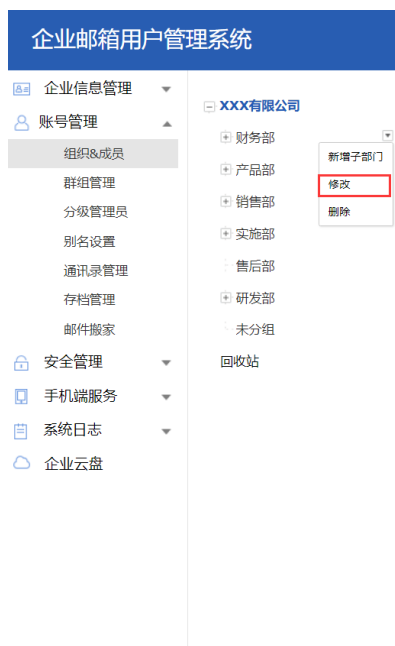 企业邮箱用户管理系统
企业信息管理
账号管理
组织&成员
群组管理
分级管理员
别名设置
通讯录管理
存档管理
邮件搬家
安全管理
手机端服务
系统日志
企业云盘
XXX有限公司
财务部
产品部
销售部
实施部
售后部
研发部
未分组
回收站
新增子部门
修改
删除